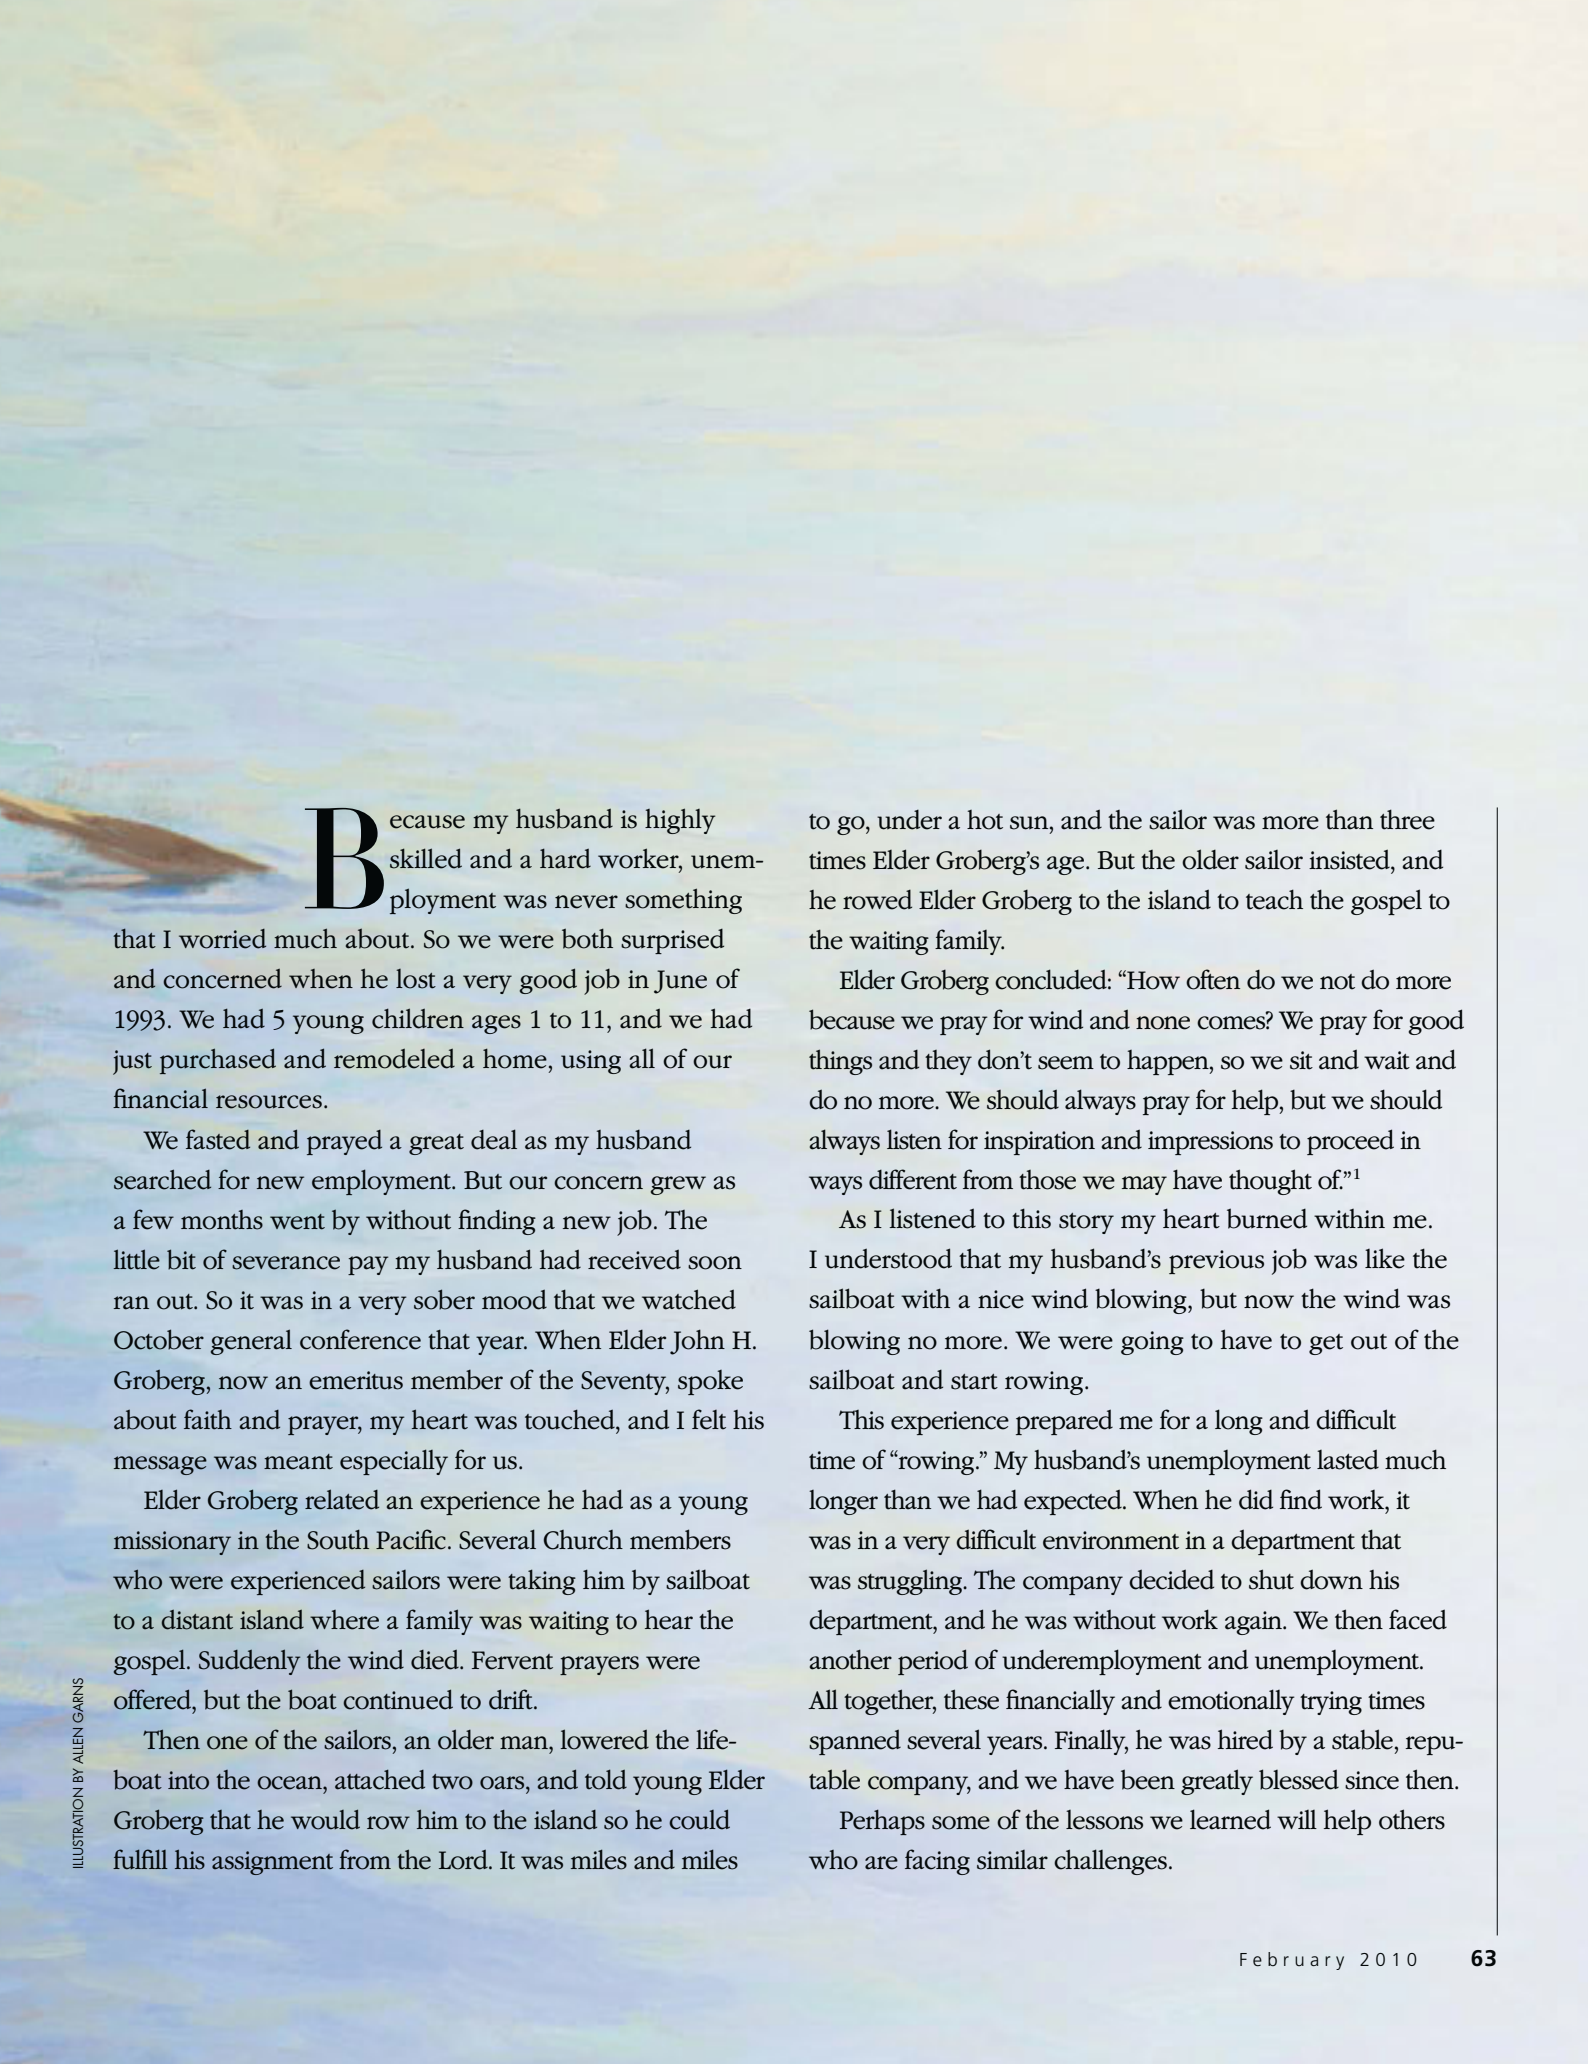 Because my husband is highly
skilled and a hard worker, unem-
ployment was never something
that I worried much about. So we were both surprised
and concerned when he lost a very good job in June of
1993. We had 5 young children ages 1 to 11, and we had
just purchased and remodeled a home, using all of our
financial resources.
We fasted and prayed a great deal as my husband
searched for new employment. But our concern grew as
a few months went by without finding a new job. The
little bit of severance pay my husband had received soon
ran out. So it was in a very sober mood that we watched
October general conference that year. When Elder John H.
Groberg, now an emeritus member of the Seventy, spoke
about faith and prayer, my heart was touched, and I felt his
message was meant especially for us.
Elder Groberg related an experience he had as a young
missionary in the South Pacific. Several Church members
who were experienced sailors were taking him by sailboat
to a distant island where a family was waiting to hear the
gospel. Suddenly the wind died. Fervent prayers were
offered, but the boat continued to drift.
Then one of the sailors, an older man, lowered the life-
boat into the ocean, attached two oars, and told young Elder
Groberg that he would row him to the island so he could
fulfill his assignment from the Lord. It was miles and miles
to go, under a hot sun, and the sailor was more than three
times Elder Groberg's age. But the older sailor insisted, and
he rowed Elder Groberg to the island to teach the gospel to
the waiting family.
Elder Groberg concluded: “How often do we not do more
because we pray for wind and none comes? We pray for good
things and they don't seem to happen, so we sit and wait and
do no more. We should always pray for help, but we should
always listen for inspiration and impressions to proceed in
ways different from those we may have thought of.”¹
As I listened to this story my heart burned within me.
I understood that my husband's previous job was like the
sailboat with a nice wind blowing, but now the wind was
blowing no more. We were going to have to get out of the
sailboat and start rowing.
This experience prepared me for a long and difficult
time of “rowing.” My husband's unemployment lasted much
longer than we had expected. When he did find work, it
was in a very difficult environment in a department that
was struggling. The company decided to shut down his
department, and he was without work again. We then faced
another period of underemployment and unemployment.
All together, these financially and emotionally trying times
spanned several years. Finally, he was hired by a stable, repu-
table company, and we have been greatly blessed since then.
Perhaps some of the lessons we learned will help others
who are facing similar challenges.
ILLUSTRATION BY ALLEN GARNS
February 2010 63